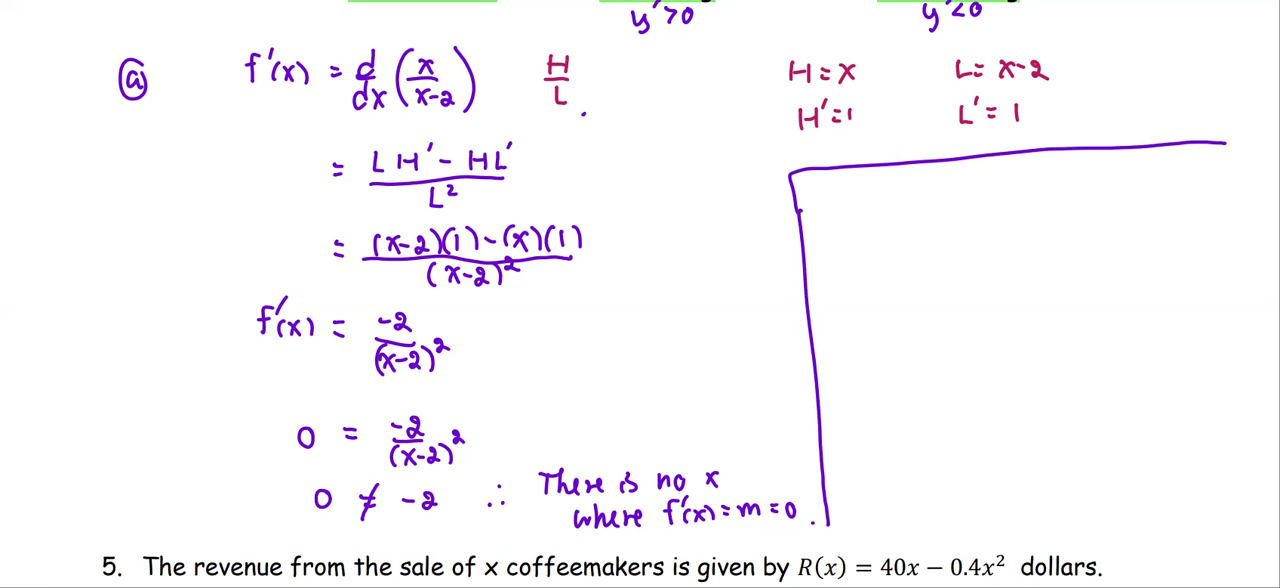 y'>0 y'<0
ⓐ f'(x) = d/dx (x/(x-2)) H/L. H = x L = x-2
H' = 1 L' = 1
= (LH' - HL')/L²
= ((x-2)(1) - (x)(1))/(x-2)²
f'(x) = -2/(x-2)²
0 = -2/(x-2)²
0 ≠ -2 ∴ There is no x
where f'(x) = m = 0.
5. The revenue from the sale of x coffeemakers is given by R(x) = 40x − 0.4x² dollars.